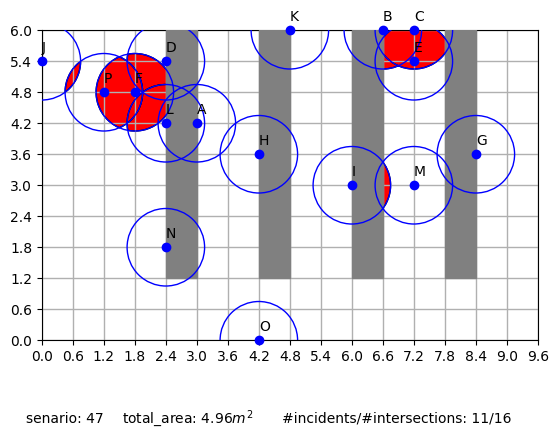 K B C
6.0
J D E
5.4
P F
4.8
L A
4.2
H G
3.6
I M
3.0
2.4
N
1.8
1.2
0.6
O
0.0
0.0 0.6 1.2 1.8 2.4 3.0 3.6 4.2 4.8 5.4 6.0 6.6 7.2 7.8 8.4 9.0 9.6
senario: 47 total_area: 4.96m² #incidents/#intersections: 11/16